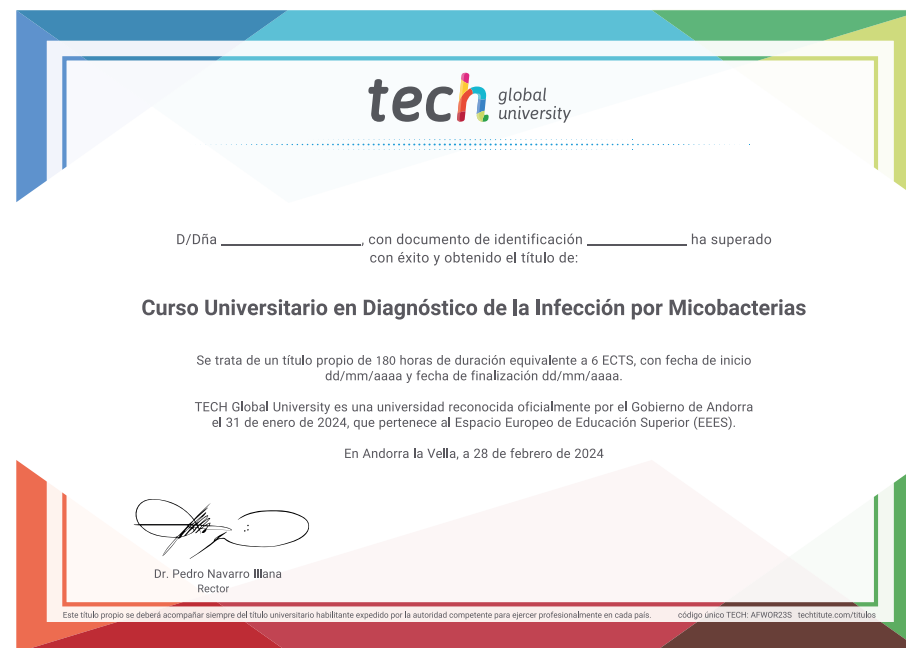 tech global university
D/Dña , con documento de identificación ha superado
con éxito y obtenido el título de:
Curso Universitario en Diagnóstico de la Infección por Micobacterias
Se trata de un título propio de 180 horas de duración equivalente a 6 ECTS, con fecha de inicio
dd/mm/aaaa y fecha de finalización dd/mm/aaaa.
TECH Global University es una universidad reconocida oficialmente por el Gobierno de Andorra
el 31 de enero de 2024, que pertenece al Espacio Europeo de Educación Superior (EEES).
En Andorra la Vella, a 28 de febrero de 2024
Dr. Pedro Navarro Illana
Rector
Este título propio se deberá acompañar siempre del título universitario habilitante expedido por la autoridad competente para ejercer profesionalmente en cada país. código único TECH: AFWOR23S techtitute.com/titulos